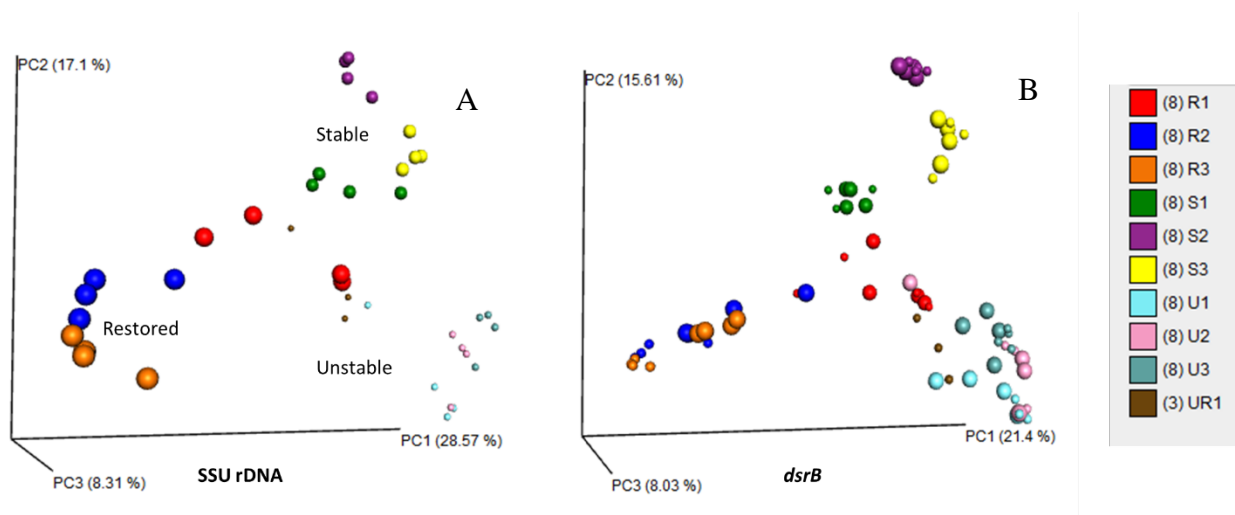 PC2 (17.1 %)
A
Stable
Restored
Unstable
PC1 (28.57 %)
PC3 (8.31 %)
SSU rDNA
PC2 (15.61 %)
B
PC1 (21.4 %)
PC3 (8.03 %)
dsrB
(8) R1
(8) R2
(8) R3
(8) S1
(8) S2
(8) S3
(8) U1
(8) U2
(8) U3
(3) UR1